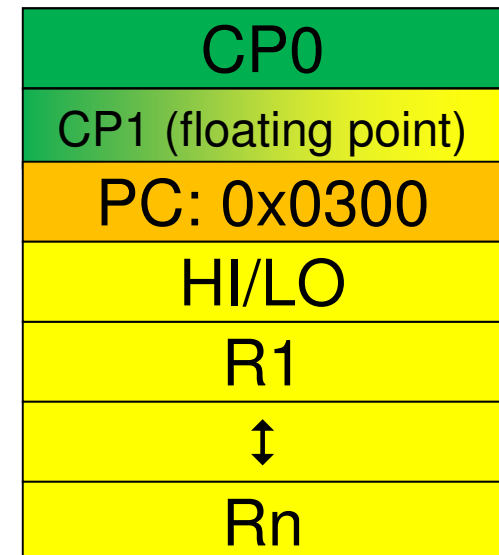 CP0
CP1 (floating point)
PC: 0x0300
HI/LO
R1
↕
Rn